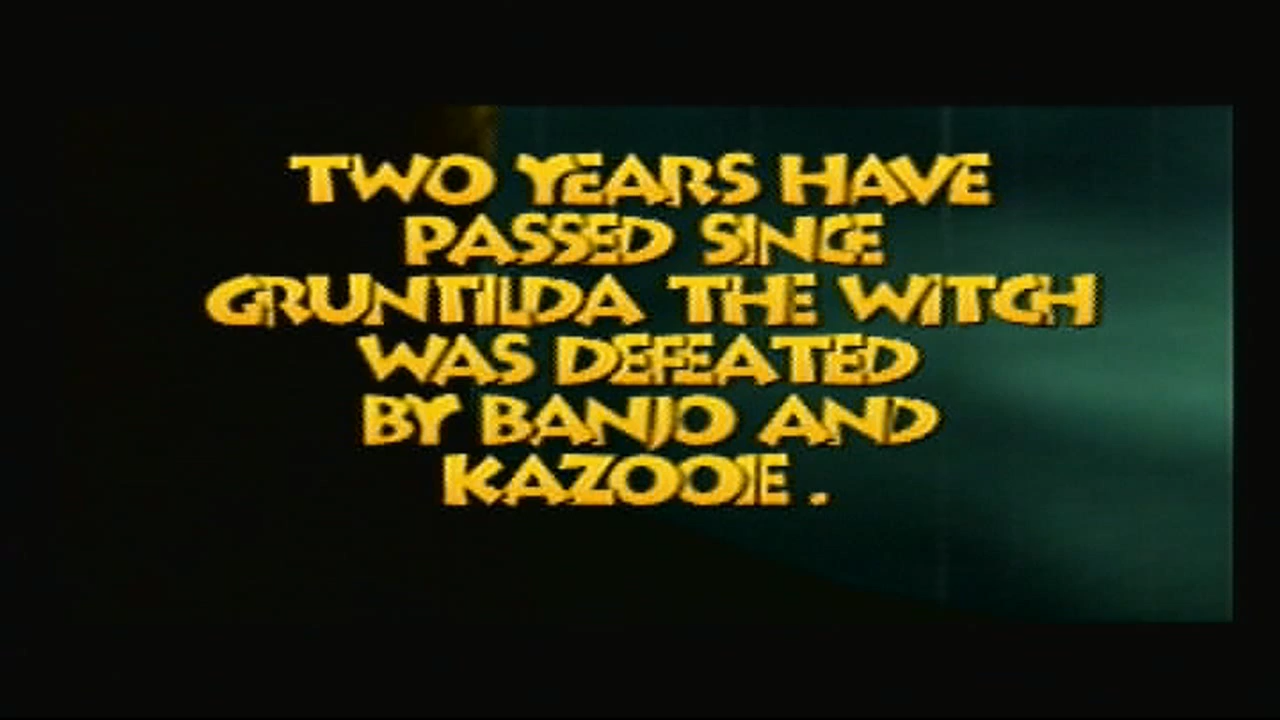 TWO YEARS HAVE
PASSED SINCE
GRUNTILDA THE WITCH
WAS DEFEATED
BY BANJO AND
KAZOOIE .